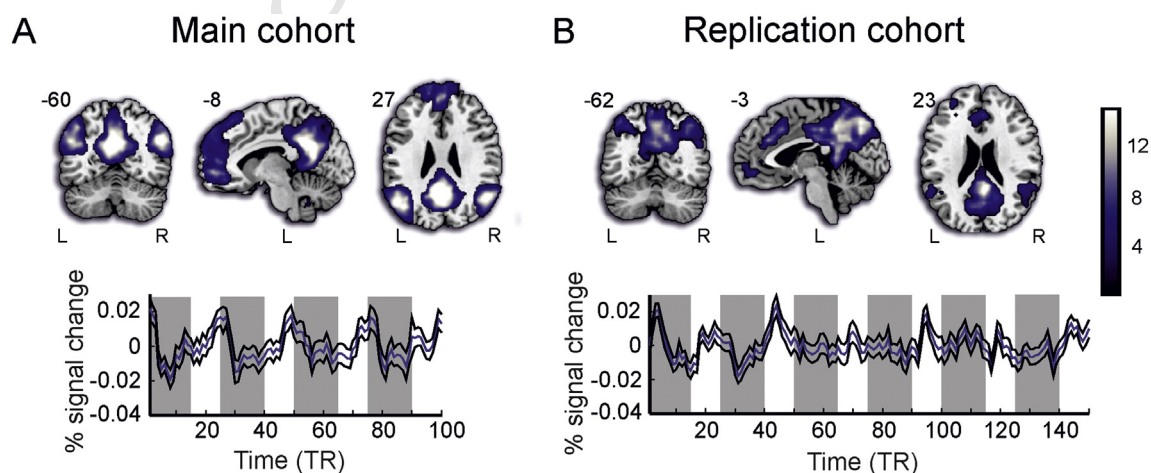 A Main cohort
B Replication cohort
-60 -8 27
-62 -3 23
L R L L R
L R L L R
12
8
4
% signal change
0.02
0
-0.02
-0.04
20 40 60 80 100
Time (TR)
% signal change
0.02
0
-0.02
-0.04
20 40 60 80 100 120 140
Time (TR)